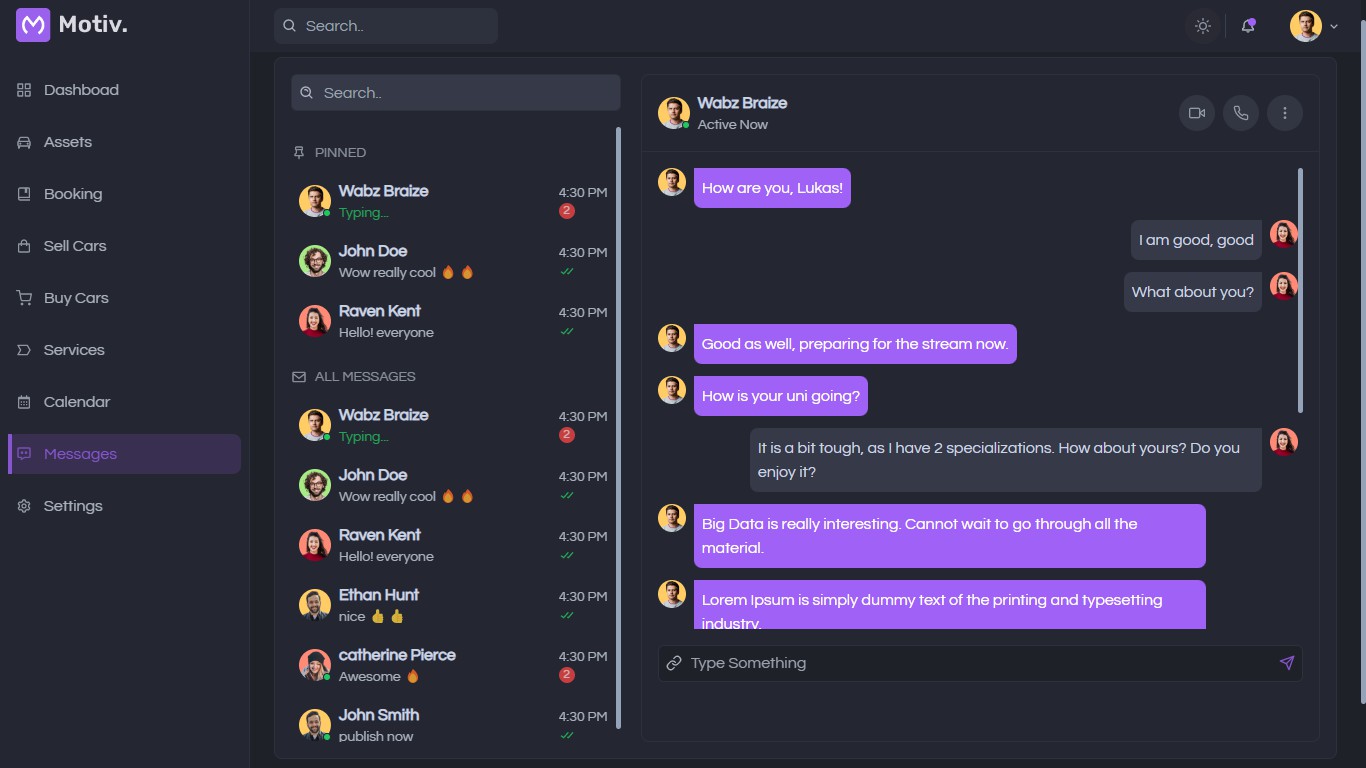 Motiv.
Search..
Dashboad
Assets
Booking
Sell Cars
Buy Cars
Services
Calendar
Messages
Settings
Search..
PINNED
Wabz Braize
4:30 PM
Typing...
2
John Doe
4:30 PM
Wow really cool 🔥 🔥
Raven Kent
4:30 PM
Hello! everyone
ALL MESSAGES
Wabz Braize
4:30 PM
Typing...
2
John Doe
4:30 PM
Wow really cool 🔥 🔥
Raven Kent
4:30 PM
Hello! everyone
Ethan Hunt
4:30 PM
nice 👍 👍
catherine Pierce
4:30 PM
Awesome 🔥
2
John Smith
4:30 PM
publish now
Wabz Braize
Active Now
How are you, Lukas!
I am good, good
What about you?
Good as well, preparing for the stream now.
How is your uni going?
It is a bit tough, as I have 2 specializations. How about yours? Do you
enjoy it?
Big Data is really interesting. Cannot wait to go through all the
material.
Lorem Ipsum is simply dummy text of the printing and typesetting
industry.
Type Something